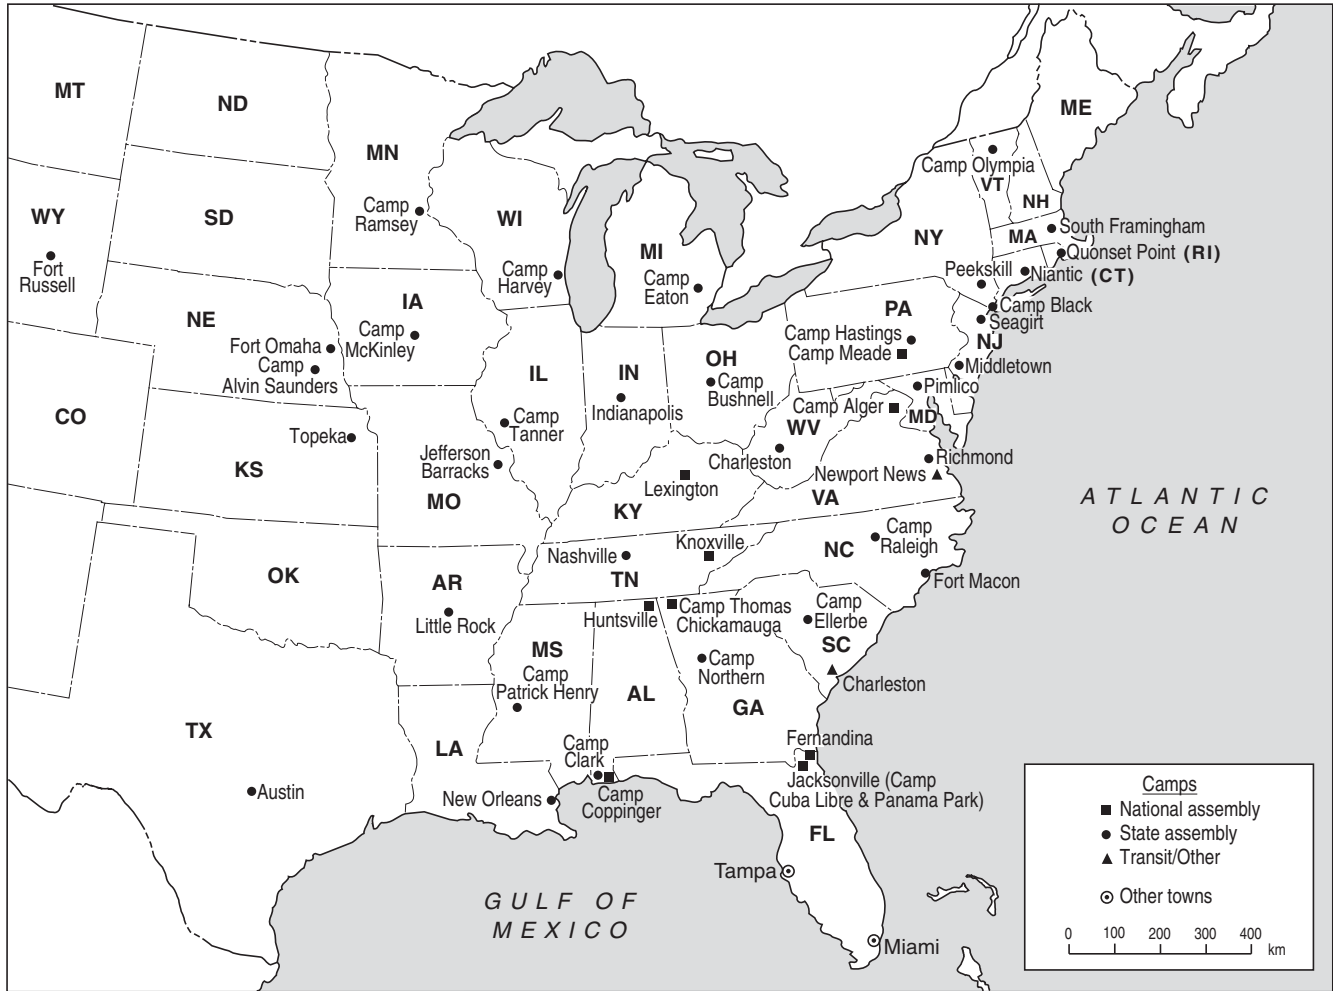 MT
ND
MN
ME
Camp Olympia
VT
NH
WY
SD
Camp
Ramsey
WI
MI
NY
MA
South Framingham
Quonset Point (RI)
Fort
Russell
Camp
Harvey
Camp
Eaton
Peekskill
Niantic (CT)
NE
IA
PA
Camp Black
Seagirt
NJ
Fort Omaha
Camp
Alvin Saunders
Camp
McKinley
Camp Hastings
Camp Meade
OH
Middletown
CO
IL
IN
Camp
Bushnell
Pimlico
Indianapolis
Camp Alger
MD
WV
Topeka
Camp
Tanner
Charleston
Richmond
KS
Jefferson
Barracks
Lexington
Newport News
MO
KY
VA
ATLANTIC
OCEAN
OK
AR
Nashville
Knoxville
TN
NC
Camp
Raleigh
Fort Macon
Little Rock
Huntsville
Camp Thomas
Chickamauga
Camp
Ellerbe
SC
MS
Camp
Patrick Henry
Camp
Northern
Charleston
AL
GA
TX
LA
Camp
Clark
Fernandina
Austin
New Orleans
Camp
Coppinger
Jacksonville (Camp
Cuba Libre & Panama Park)
FL
Tampa
Miami
GULF OF
MEXICO
Camps
National assembly
State assembly
Transit/Other
Other towns
0 100 200 300 400
km